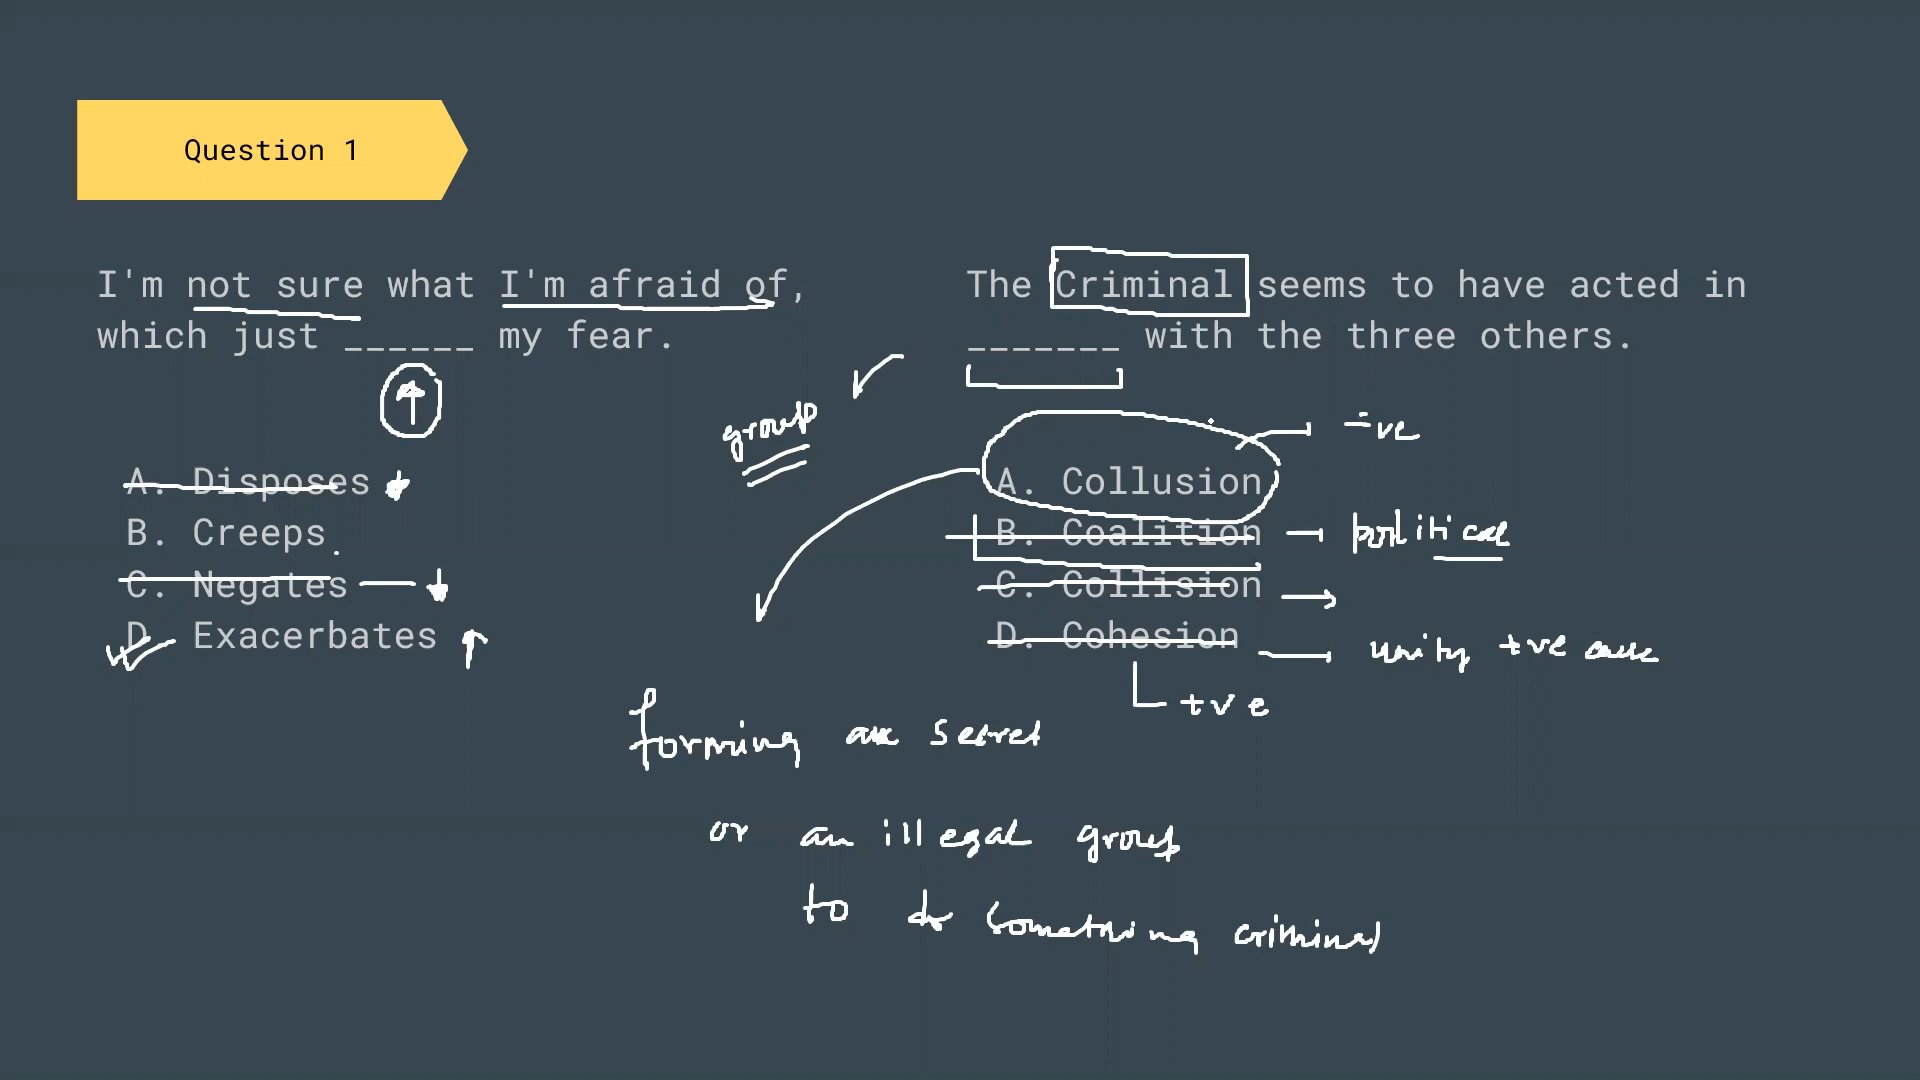 Question 1
I'm not sure what I'm afraid of,
which just ______ my fear.
A. Disposes
B. Creeps
C. Negates
D. Exacerbates
The Criminal seems to have acted in
_______ with the three others.
group
A. Collusion
-ve
B. Coalition
political
C. Collision
D. Cohesion
unity +ve cause
+ve
forming an secret
or an illegal group
to do something criminal